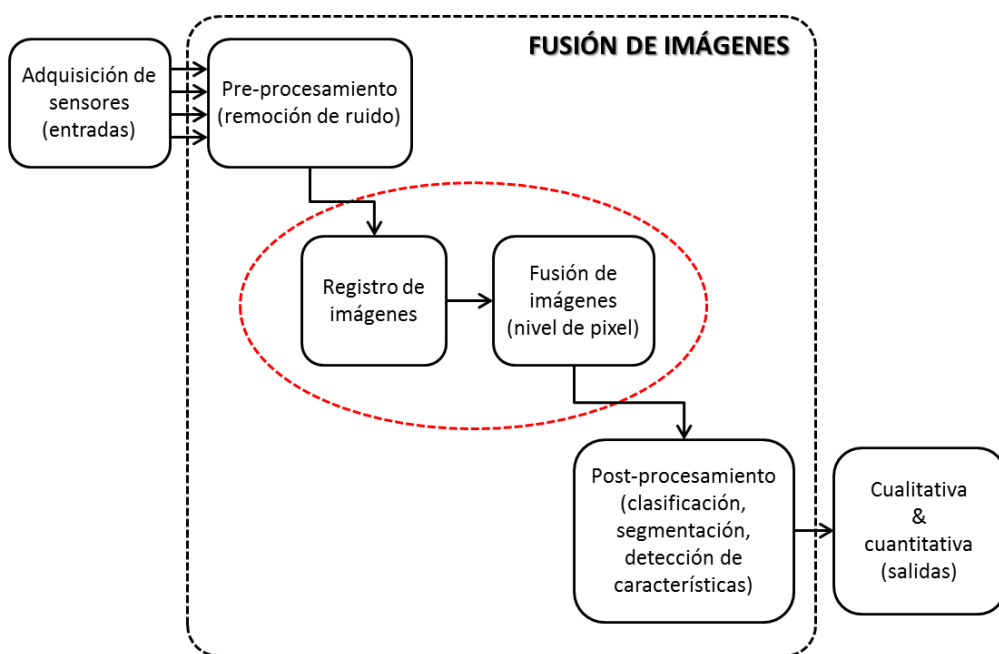 FUSIÓN DE IMÁGENES
Adquisición de
sensores
(entradas)
Pre-procesamiento
(remoción de ruido)
Registro de
imágenes
Fusión de
imágenes
(nivel de pixel)
Post-procesamiento
(clasificación,
segmentación,
detección de
características)
Cualitativa
&
cuantitativa
(salidas)